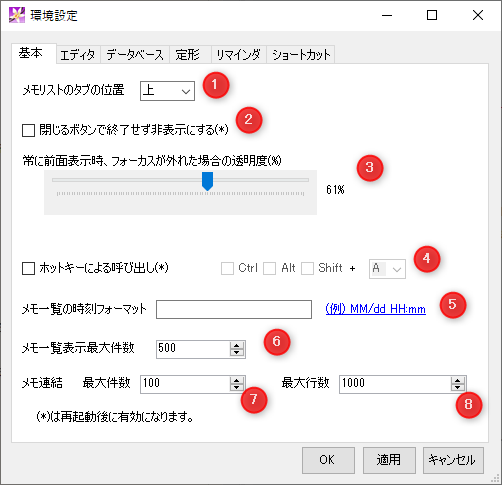 環境設定
基本 エディタ データベース 定形 リマインダ ショートカット
メモリストのタブの位置 上 1
閉じるボタンで終了せず非表示にする(*) 2
常に前面表示時、フォーカスが外れた場合の透明度(%) 3
61%
ホットキーによる呼び出し(*) Ctrl Alt Shift + A 4
メモ一覧の時刻フォーマット (例) MM/dd HH:mm 5
メモ一覧表示最大件数 500 6
メモ連結 最大件数 100 7 最大行数 1000 8
(*)は再起動後に有効になります。
OK 適用 キャンセル